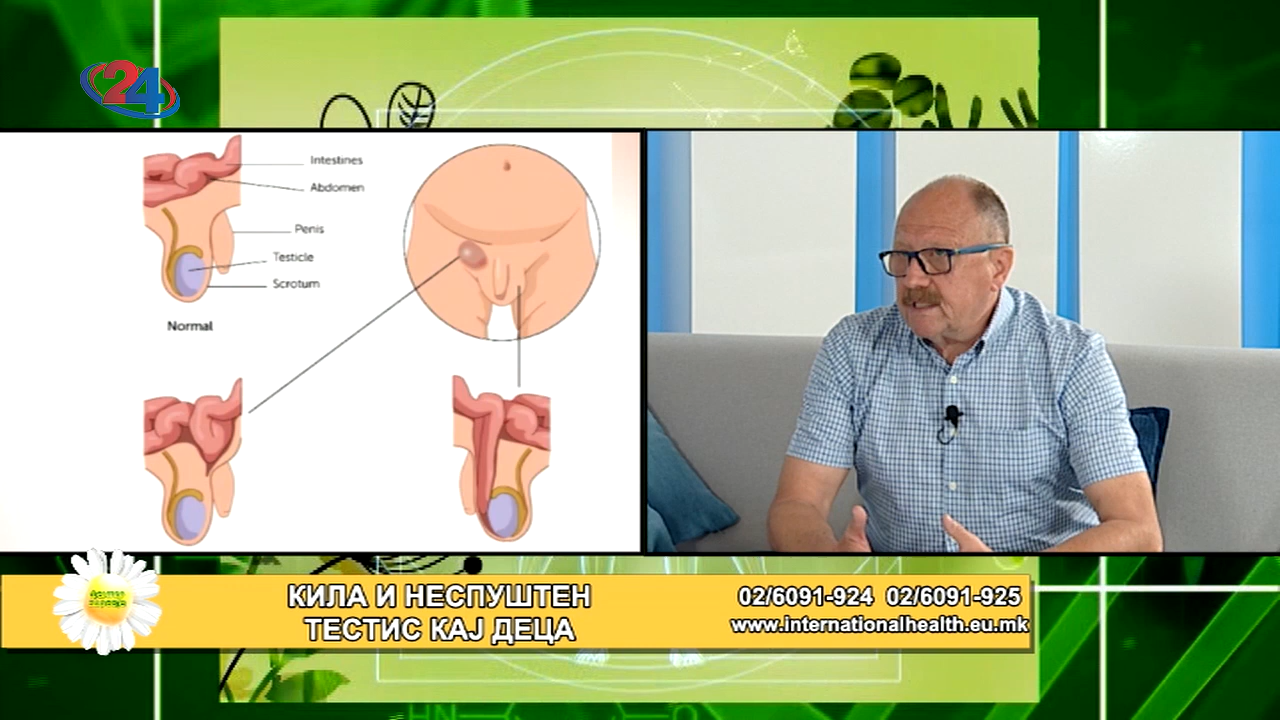 24
Intestines
Abdomen
Penis
Testicle
Scrotum
Normal
КИЛА И НЕСПУШТЕН
ТЕСТИС КАЈ ДЕЦА
02/6091-924 02/6091-925
www.internationalhealth.eu.mk
HN
O